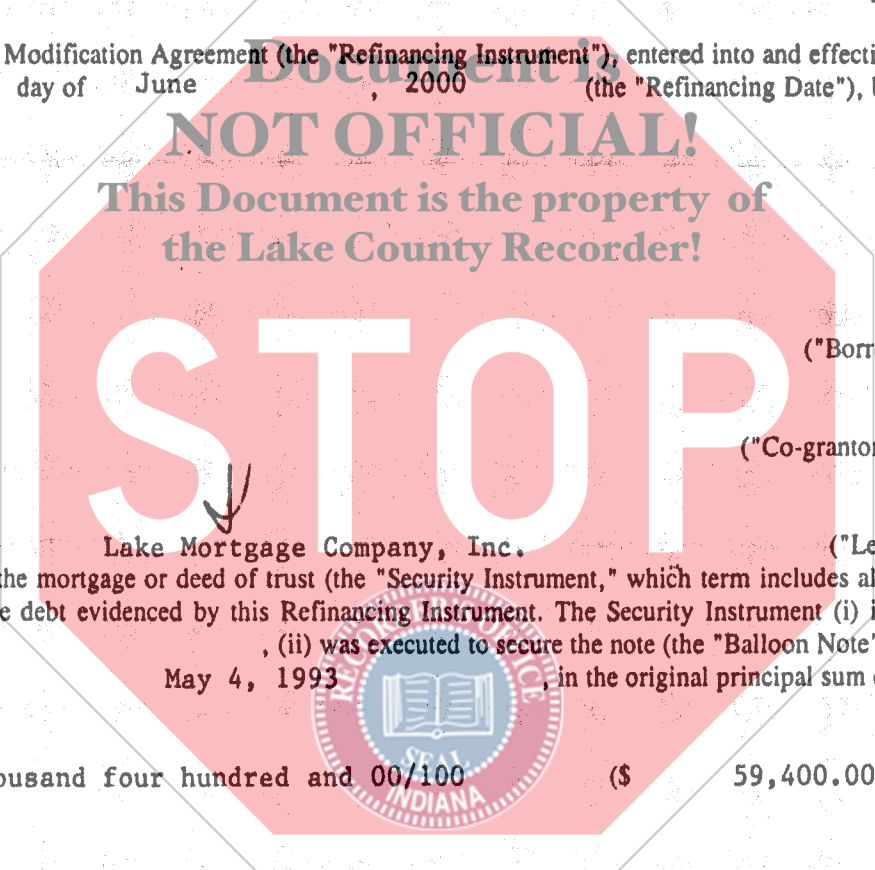 Modification Agreement (the "Refinancing Instrument"), entered into and effecti
day of June , 2000 (the "Refinancing Date"), b
Document is
NOT OFFICIAL!
This Document is the property of
the Lake County Recorder!
STOP
("Borr
("Co-grantor
Lake Mortgage Company, Inc. ("Le
the mortgage or deed of trust (the "Security Instrument," which term includes al
e debt evidenced by this Refinancing Instrument. The Security Instrument (i) i
, (ii) was executed to secure the note (the "Balloon Note"
May 4, 1993 , in the original principal sum
ousand four hundred and 00/100 ($ 59,400.00
RECORDER'S OFFICE
SEAL
INDIANA